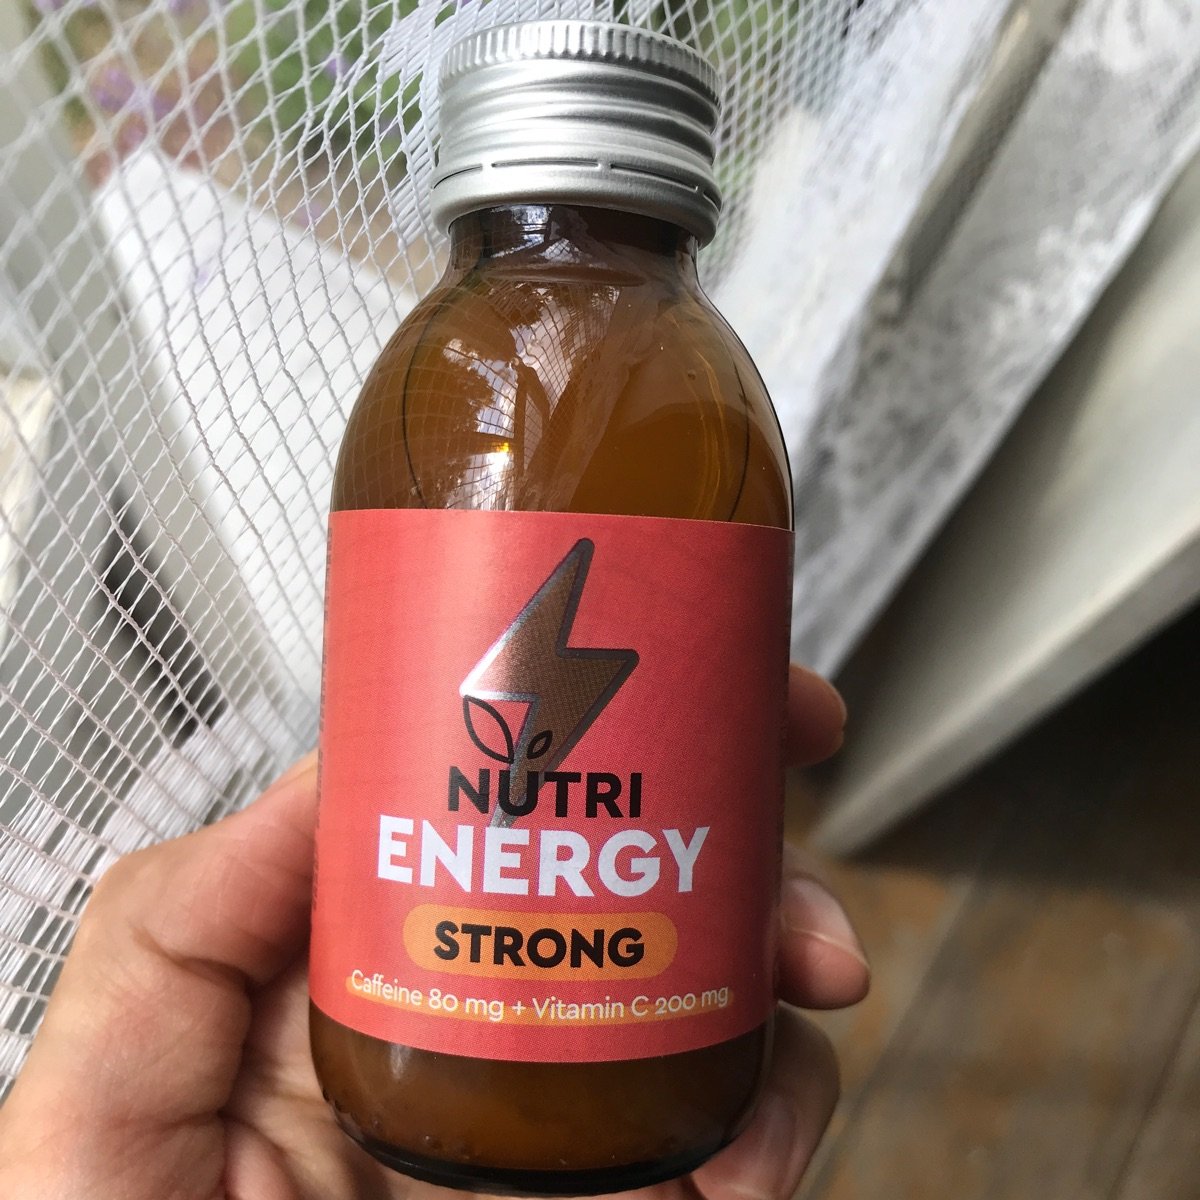 NUTRI
ENERGY
STRONG
Caffeine 80 mg + Vitamin C 200 mg